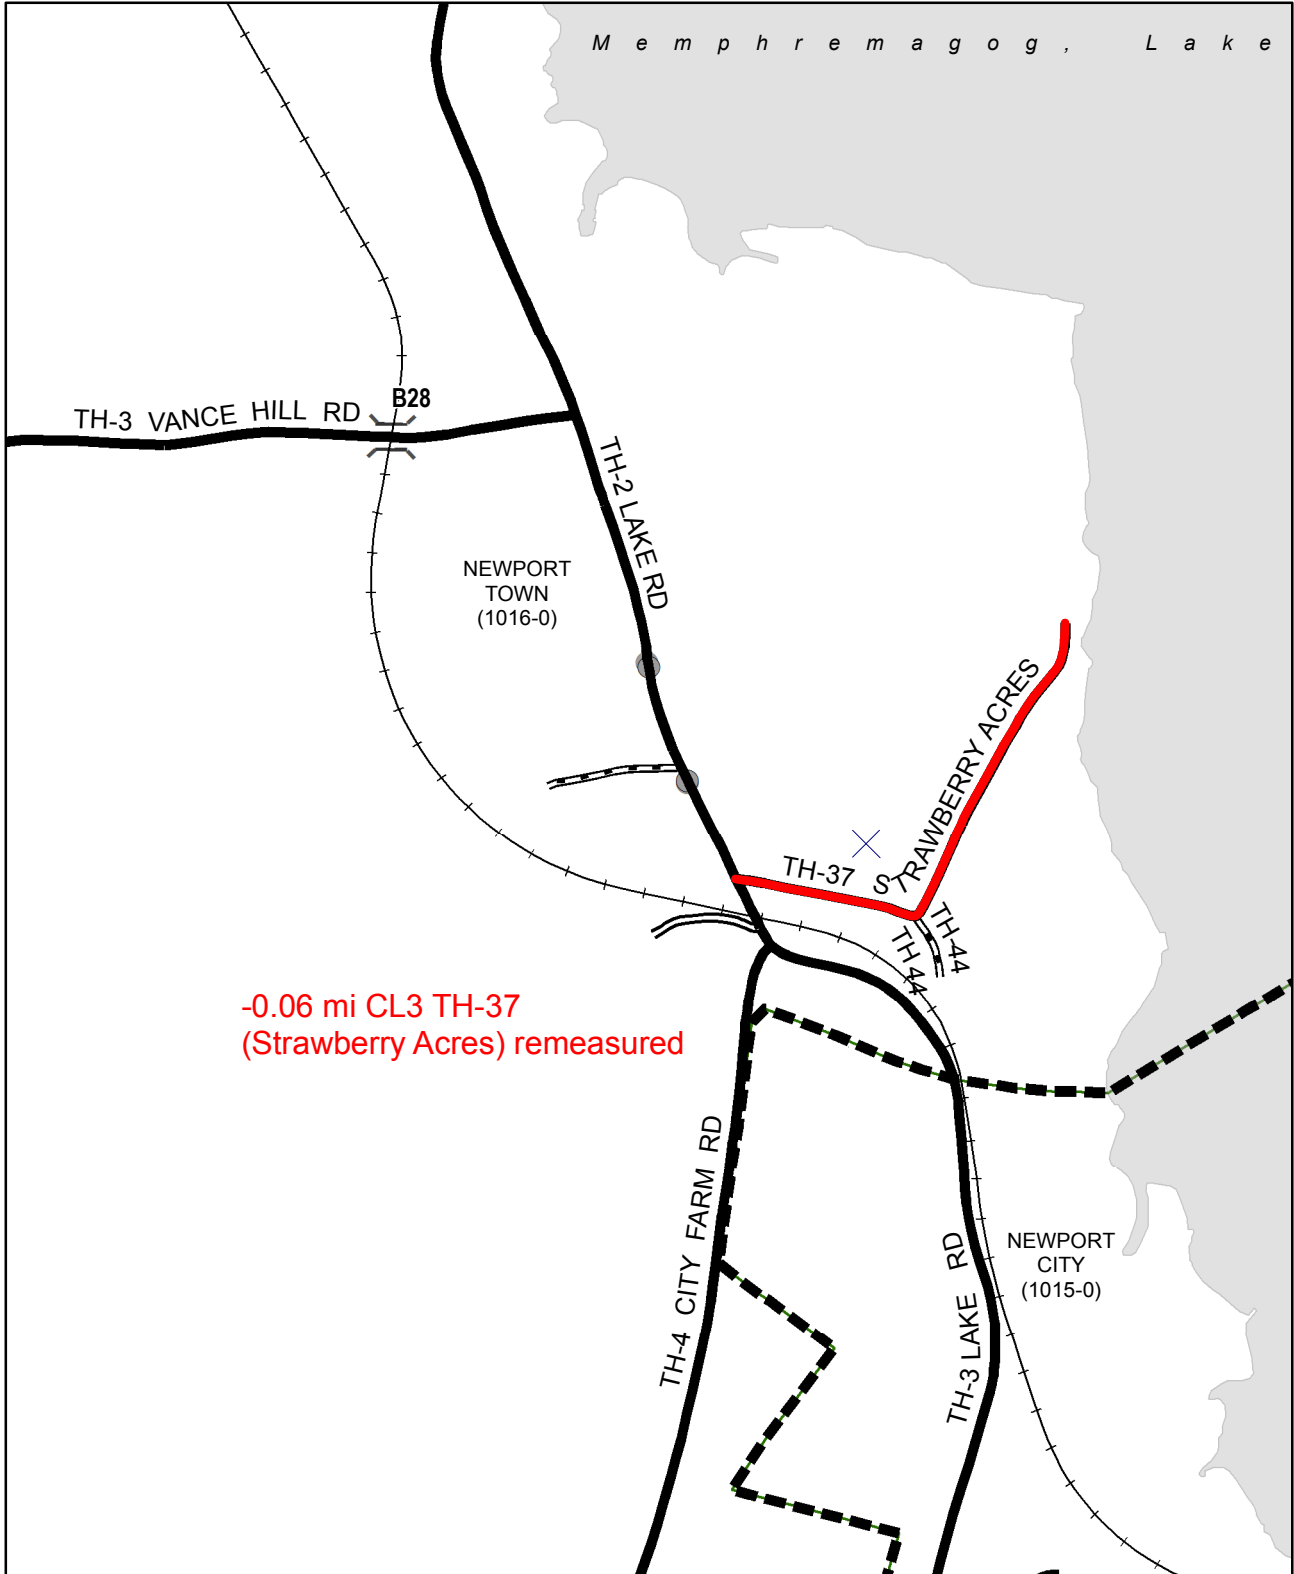 Memphremagog, Lake
B28
TH-3 VANCE HILL RD
TH-2 LAKE RD
NEWPORT
TOWN
(1016-0)
STRAWBERRY ACRES
TH-37
TH-44
TH 44
-0.06 mi CL3 TH-37
(Strawberry Acres) remeasured
TH-4 CITY FARM RD
NEWPORT
CITY
(1015-0)
TH-3 LAKE RD